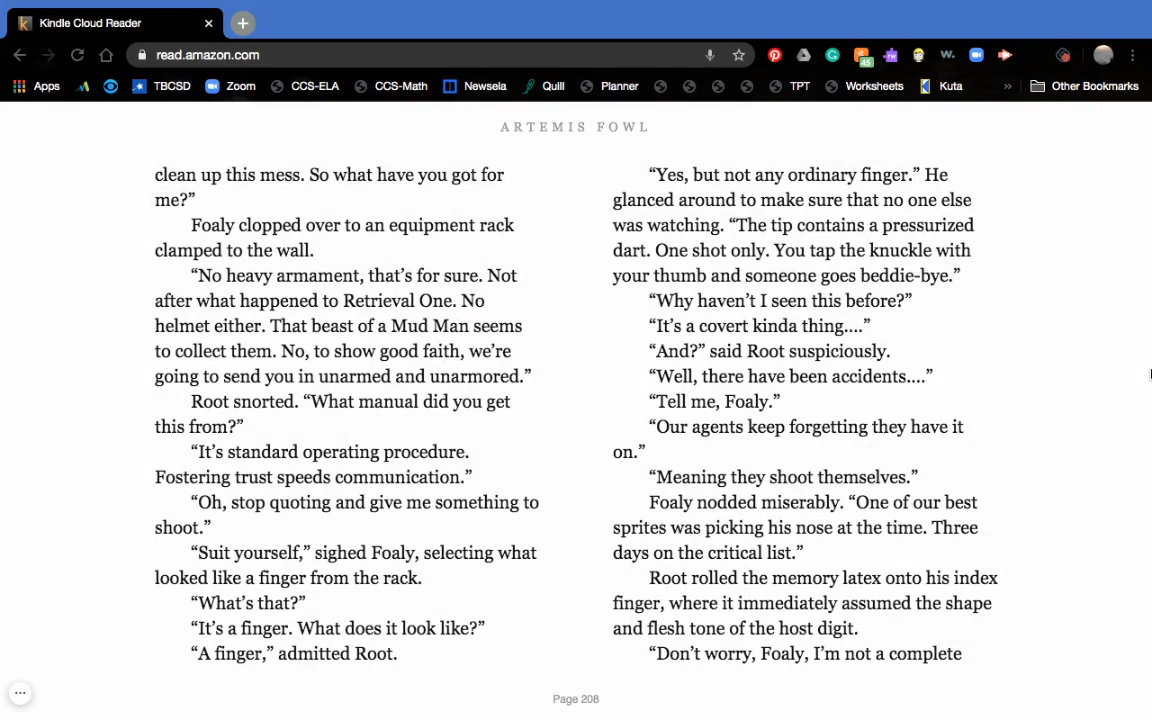 Kindle Cloud Reader
read.amazon.com
45
Apps
TBCSD
Zoom
CCS-ELA
CCS-Math
Newsela
Quill
Planner
TPT
Worksheets
Kuta
»
Other Bookmarks
ARTEMIS FOWL
clean up this mess. So what have you got for
me?”
Foaly clopped over to an equipment rack
clamped to the wall.
“No heavy armament, that’s for sure. Not
after what happened to Retrieval One. No
helmet either. That beast of a Mud Man seems
to collect them. No, to show good faith, we’re
going to send you in unarmed and unarmored.”
Root snorted. “What manual did you get
this from?”
“It’s standard operating procedure.
Fostering trust speeds communication.”
“Oh, stop quoting and give me something to
shoot.”
“Suit yourself,” sighed Foaly, selecting what
looked like a finger from the rack.
“What’s that?”
“It’s a finger. What does it look like?”
“A finger,” admitted Root.
“Yes, but not any ordinary finger.” He
glanced around to make sure that no one else
was watching. “The tip contains a pressurized
dart. One shot only. You tap the knuckle with
your thumb and someone goes beddie-bye.”
“Why haven’t I seen this before?”
“It’s a covert kinda thing....”
“And?” said Root suspiciously.
“Well, there have been accidents....”
“Tell me, Foaly.”
“Our agents keep forgetting they have it
on.”
“Meaning they shoot themselves.”
Foaly nodded miserably. “One of our best
sprites was picking his nose at the time. Three
days on the critical list.”
Root rolled the memory latex onto his index
finger, where it immediately assumed the shape
and flesh tone of the host digit.
“Don’t worry, Foaly, I’m not a complete
Page 208